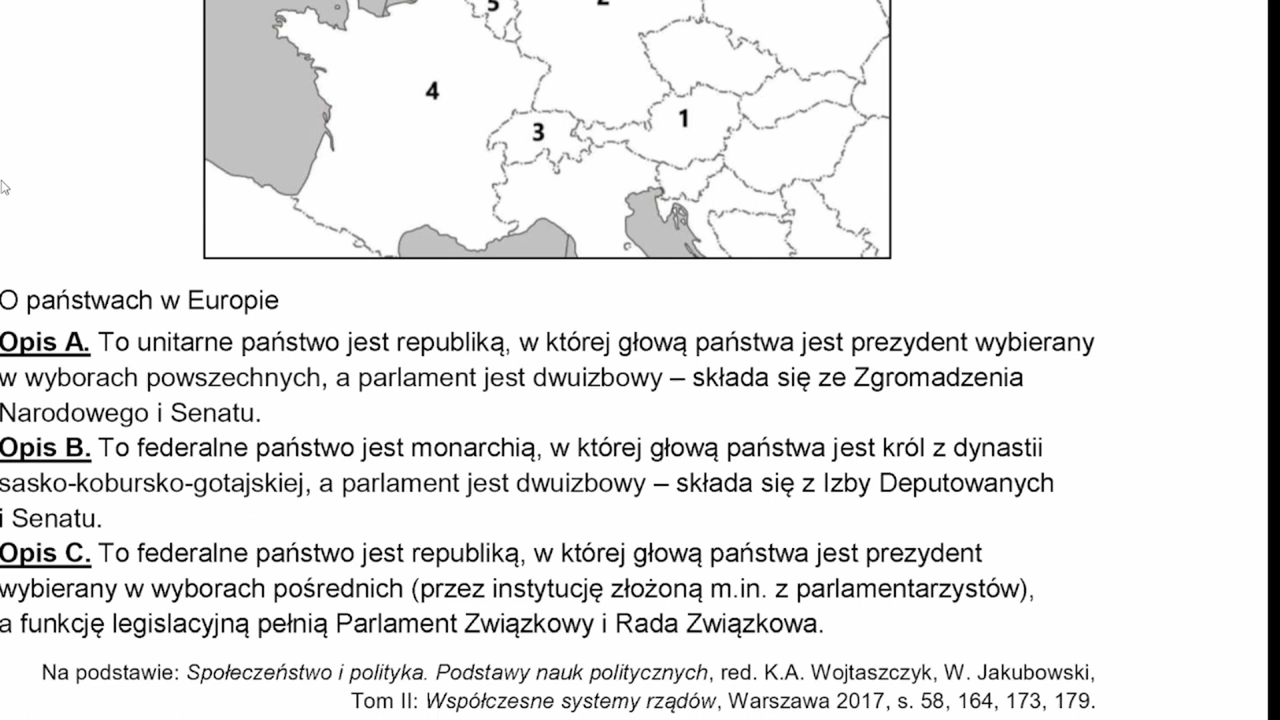 5
2
4
3
1
O państwach w Europie
Opis A. To unitarne państwo jest republiką, w której głową państwa jest prezydent wybierany
w wyborach powszechnych, a parlament jest dwuizbowy – składa się ze Zgromadzenia
Narodowego i Senatu.
Opis B. To federalne państwo jest monarchią, w której głową państwa jest król z dynastii
sasko-kobursko-gotajskiej, a parlament jest dwuizbowy – składa się z Izby Deputowanych
i Senatu.
Opis C. To federalne państwo jest republiką, w której głową państwa jest prezydent
wybierany w wyborach pośrednich (przez instytucję złożoną m.in. z parlamentarzystów),
a funkcję legislacyjną pełnią Parlament Związkowy i Rada Związkowa.
Na podstawie: Społeczeństwo i polityka. Podstawy nauk politycznych, red. K.A. Wojtaszczyk, W. Jakubowski,
Tom II: Współczesne systemy rządów, Warszawa 2017, s. 58, 164, 173, 179.